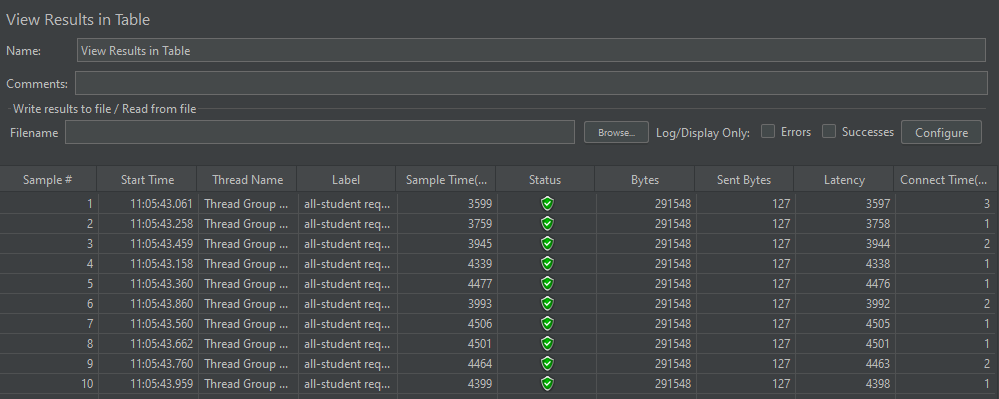 View Results in Table
Name: View Results in Table
Comments:
Write results to file / Read from file
Filename Browse... Log/Display Only: Errors Successes Configure
Sample # Start Time Thread Name Label Sample Time(... Status Bytes Sent Bytes Latency Connect Time(...
1 11:05:43.061 Thread Group ... all-student req... 3599 291548 127 3597 3
2 11:05:43.258 Thread Group ... all-student req... 3759 291548 127 3758 1
3 11:05:43.459 Thread Group ... all-student req... 3945 291548 127 3944 2
4 11:05:43.158 Thread Group ... all-student req... 4339 291548 127 4338 1
5 11:05:43.360 Thread Group ... all-student req... 4477 291548 127 4476 1
6 11:05:43.860 Thread Group ... all-student req... 3993 291548 127 3992 2
7 11:05:43.560 Thread Group ... all-student req... 4506 291548 127 4505 1
8 11:05:43.662 Thread Group ... all-student req... 4501 291548 127 4501 1
9 11:05:43.760 Thread Group ... all-student req... 4464 291548 127 4463 2
10 11:05:43.959 Thread Group ... all-student req... 4399 291548 127 4398 1